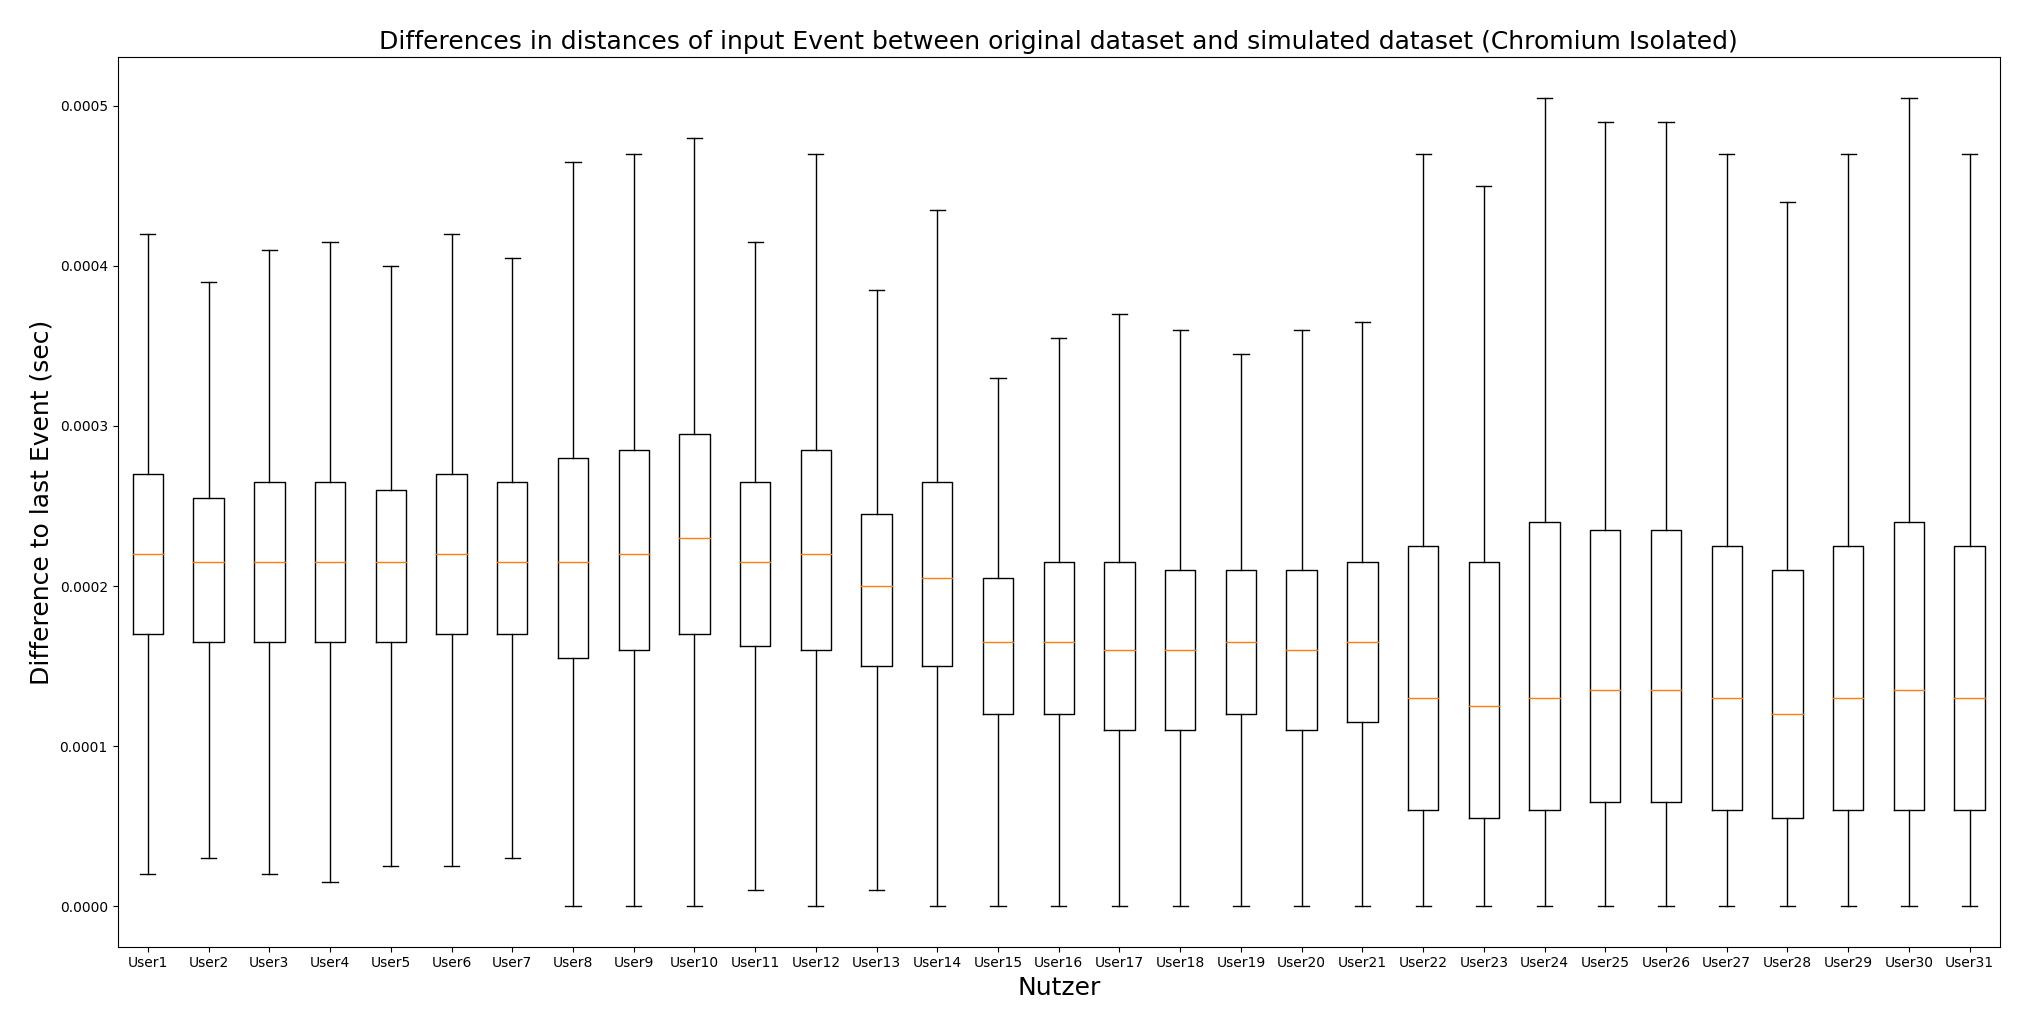 Differences in distances of input Event between original dataset and simulated dataset (Chromium Isolated)
Difference to last Event (sec)
0.0005
0.0004
0.0003
0.0002
0.0001
0.0000
User1 User2 User3 User4 User5 User6 User7 User8 User9 User10 User11 User12 User13 User14 User15 User16 User17 User18 User19 User20 User21 User22 User23 User24 User25 User26 User27 User28 User29 User30 User31
Nutzer